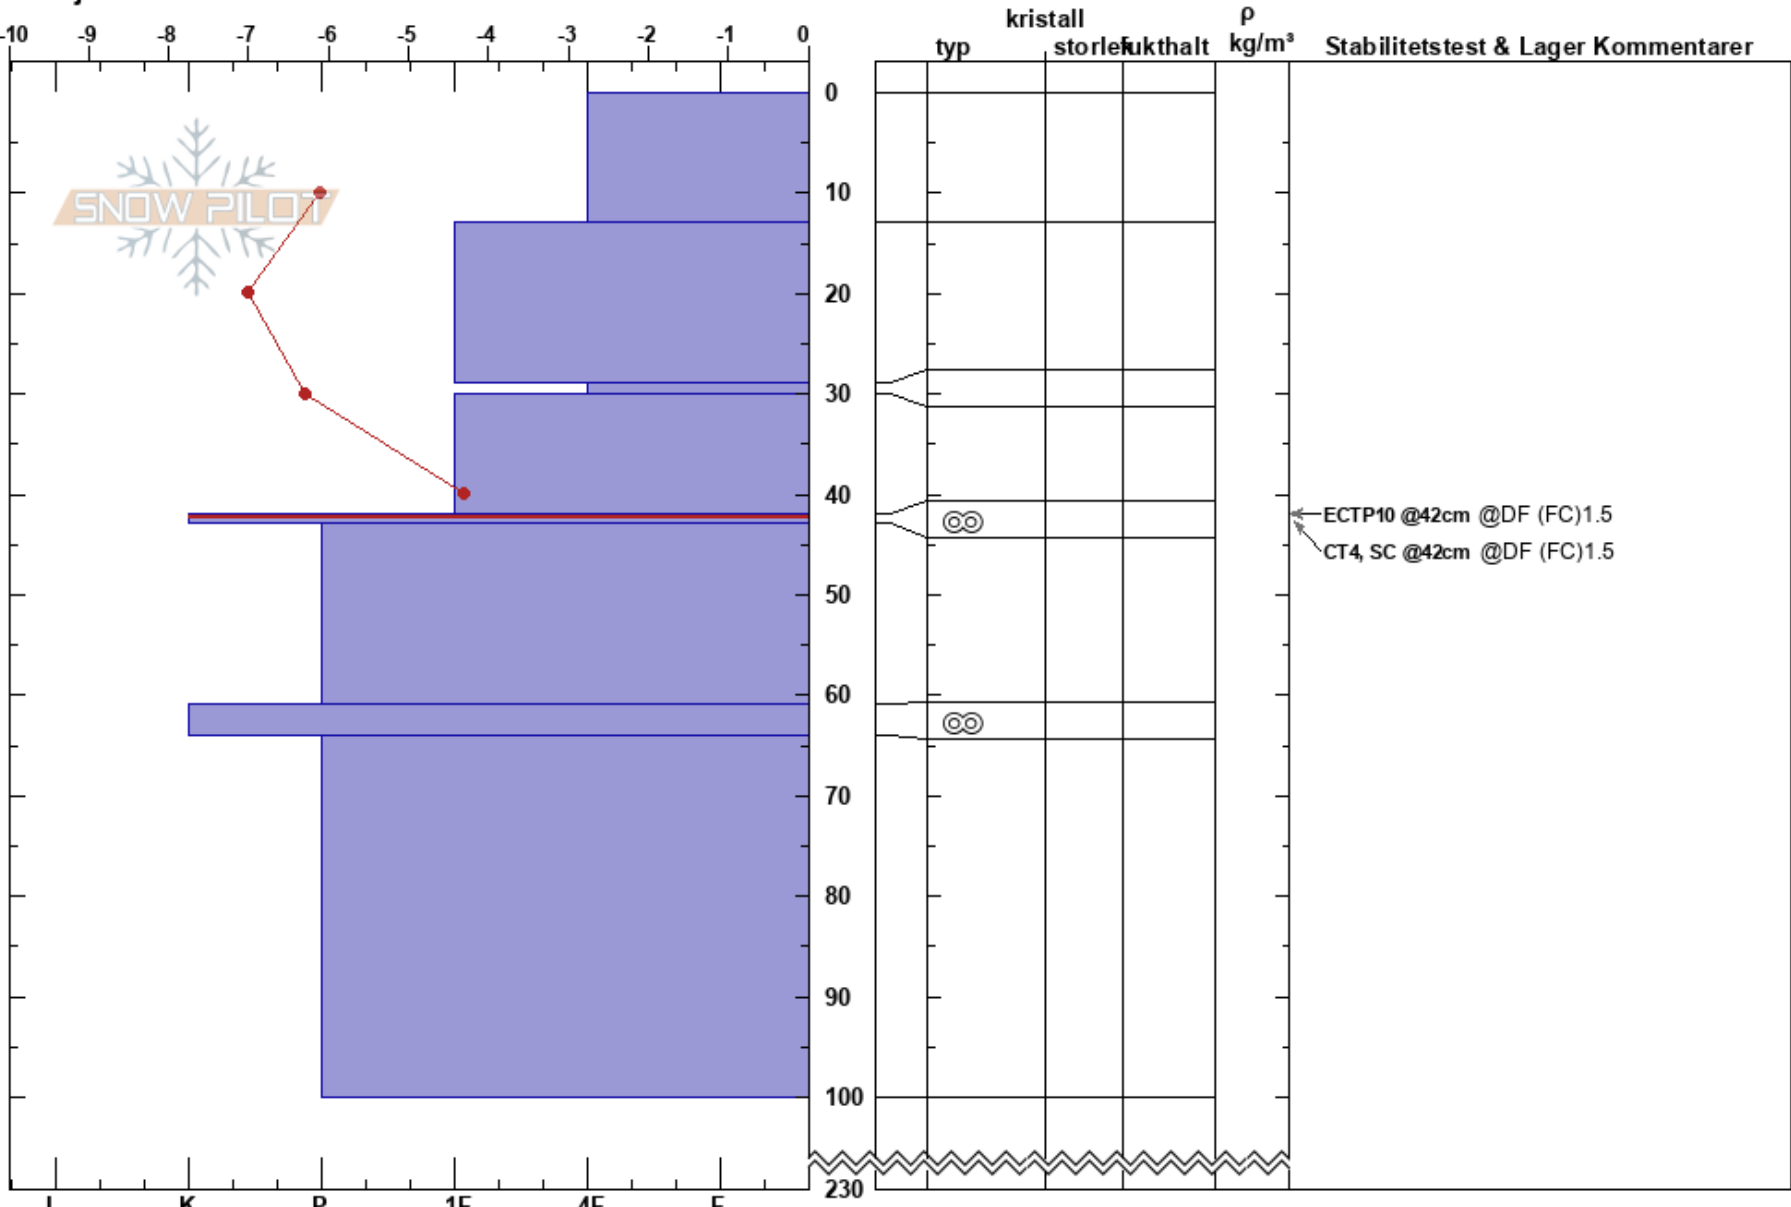 kristall
ρ
-10 -9 -8 -7 -6 -5 -4 -3 -2 -1 0
typ storlek fukthalt kg/m³ Stabilitetstest & Lager Kommentarer
0
SNOW PILOT
10
20
30
40
ECTP10 @42cm @DF (FC)1.5
CT4, SC @42cm @DF (FC)1.5
50
60
70
80
90
100
230
I K P 1F 4F F